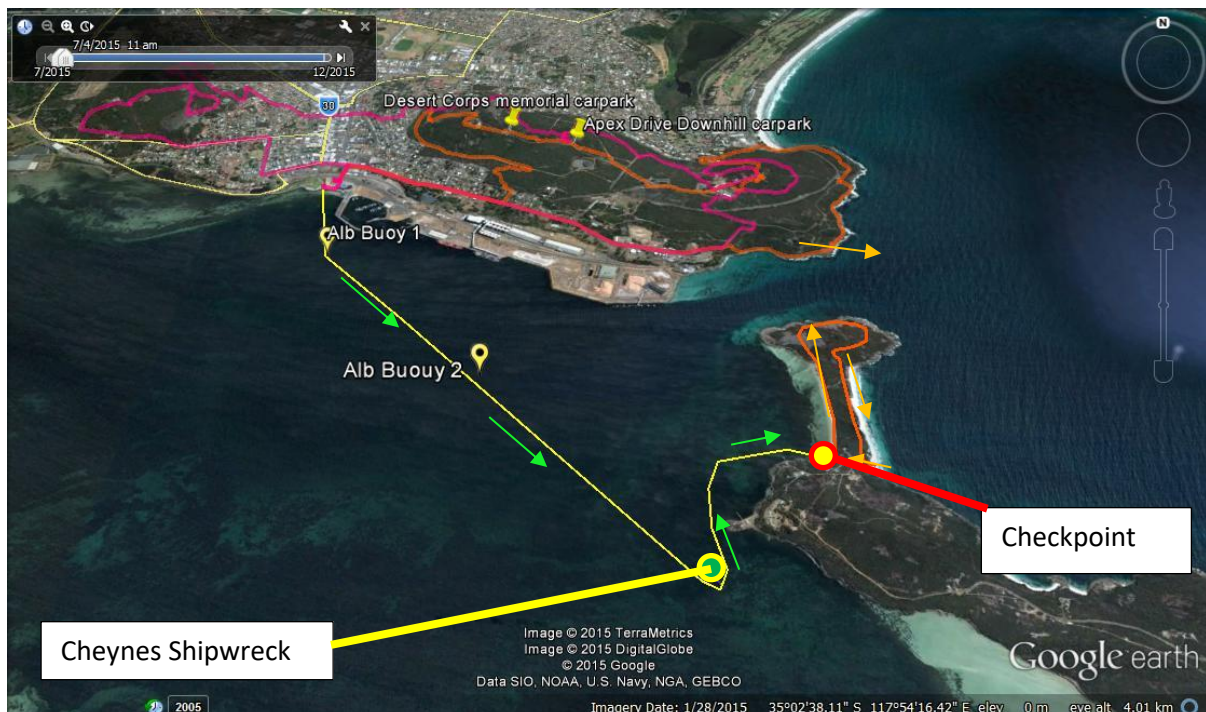 7/4/2015 11 am
7/2015
12/2015
N
30
Desert Corps memorial carpark
Apex Drive Downhill carpark
Alb Buoy 1
Alb Buouy 2
Checkpoint
Cheynes Shipwreck
Image © 2015 TerraMetrics
Image © 2015 DigitalGlobe
© 2015 Google
Data SIO, NOAA, U.S. Navy, NGA, GEBCO
Google earth
2005
Imagery Date: 1/28/2015 35°02'38.11" S 117°54'16.42" E elev 0 m eye alt 4.01 km